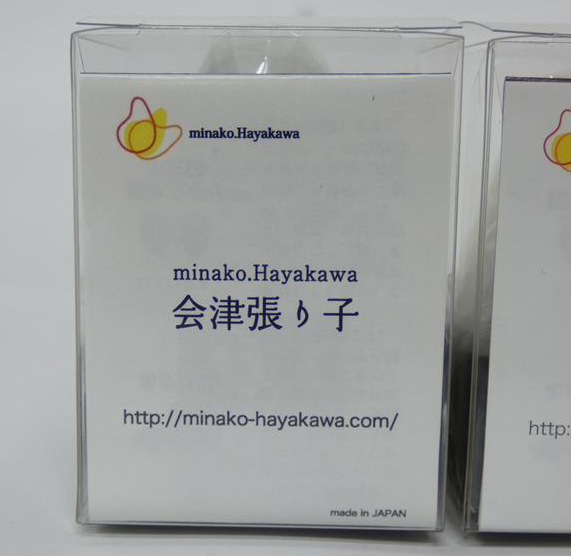 minako.Hayakawa
minako.Hayakawa
会津張り子
http://minako-hayakawa.com/
made in JAPAN
http: